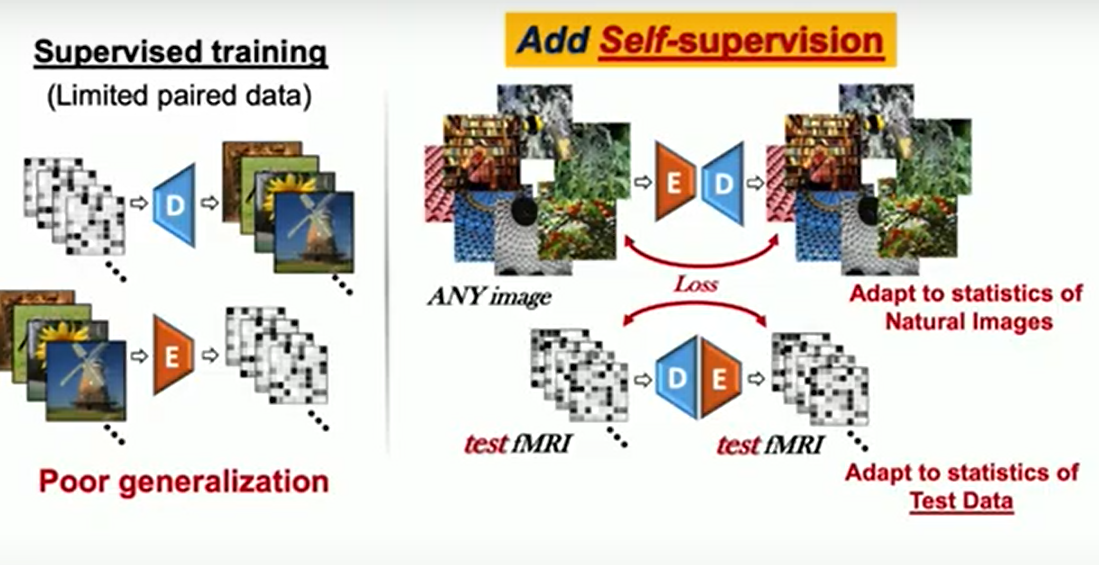 Supervised training
(Limited paired data)
D
E
Poor generalization
Add Self-supervision
E D
ANY image
Loss
Adapt to statistics of
Natural Images
D E
test fMRI
test fMRI
Adapt to statistics of
Test Data